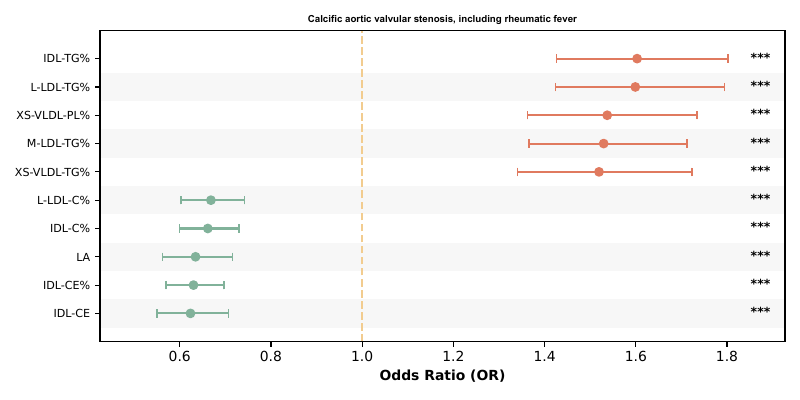 Calcific aortic valvular stenosis, including rheumatic fever
IDL-TG% ***
L-LDL-TG% ***
XS-VLDL-PL% ***
M-LDL-TG% ***
XS-VLDL-TG% ***
L-LDL-C% ***
IDL-C% ***
LA ***
IDL-CE% ***
IDL-CE ***
0.6 0.8 1.0 1.2 1.4 1.6 1.8
Odds Ratio (OR)